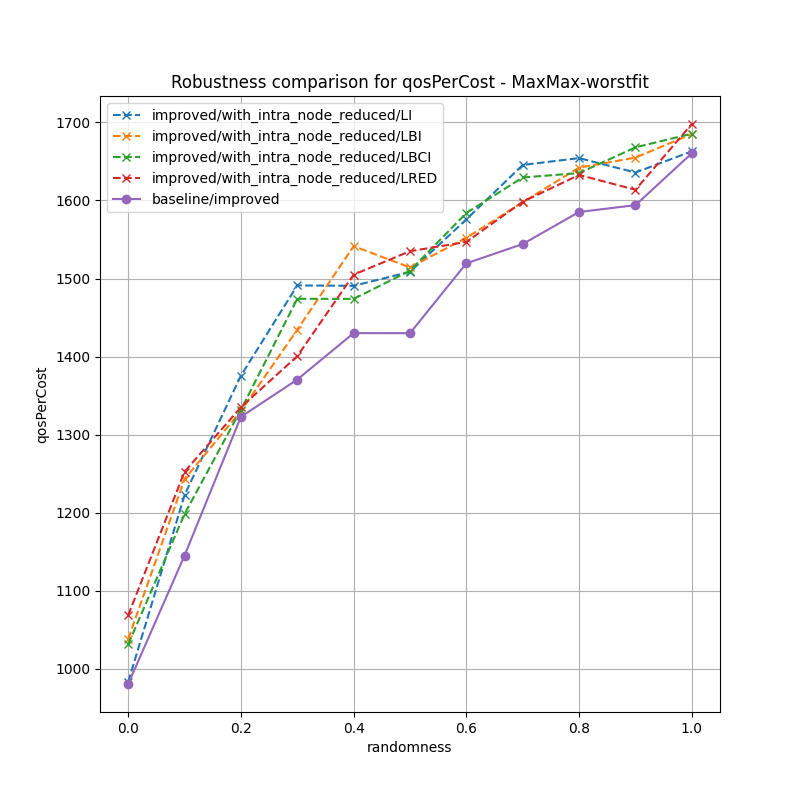 Robustness comparison for qosPerCost - MaxMax-worstfit
improved/with_intra_node_reduced/LI
improved/with_intra_node_reduced/LBI
improved/with_intra_node_reduced/LBCI
improved/with_intra_node_reduced/LRED
baseline/improved
qosPerCost
1700
1600
1500
1400
1300
1200
1100
1000
0.0 0.2 0.4 0.6 0.8 1.0
randomness